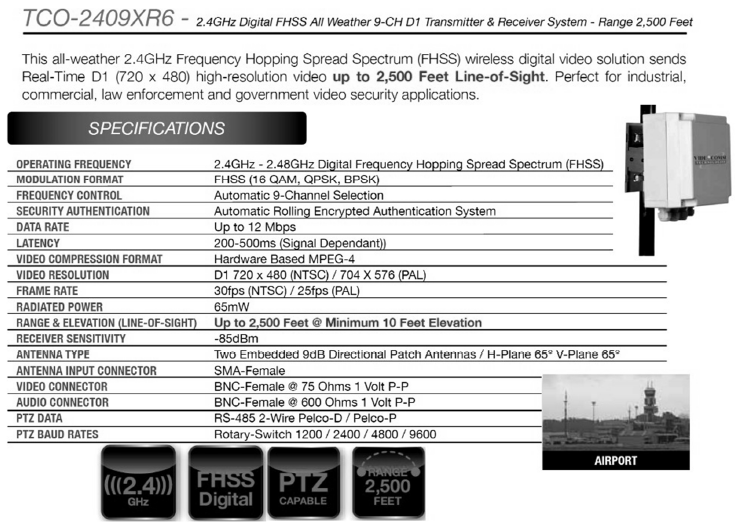 TCO-2409XR6 - 2.4GHz Digital FHSS All Weather 9-CH D1 Transmitter & Receiver System - Range 2,500 Feet
This all-weather 2.4GHz Frequency Hopping Spread Spectrum (FHSS) wireless digital video solution sends
Real-Time D1 (720 x 480) high-resolution video up to 2,500 Feet Line-of-Sight. Perfect for industrial,
commercial, law enforcement and government video security applications.
SPECIFICATIONS
OPERATING FREQUENCY 2.4GHz - 2.48GHz Digital Frequency Hopping Spread Spectrum (FHSS)
MODULATION FORMAT FHSS (16 QAM, QPSK, BPSK)
FREQUENCY CONTROL Automatic 9-Channel Selection
SECURITY AUTHENTICATION Automatic Rolling Encrypted Authentication System
DATA RATE Up to 12 Mbps
LATENCY 200-500ms (Signal Dependant))
VIDEO COMPRESSION FORMAT Hardware Based MPEG-4
VIDEO RESOLUTION D1 720 x 480 (NTSC) / 704 X 576 (PAL)
FRAME RATE 30fps (NTSC) / 25fps (PAL)
RADIATED POWER 65mW
RANGE & ELEVATION (LINE-OF-SIGHT) Up to 2,500 Feet @ Minimum 10 Feet Elevation
RECEIVER SENSITIVITY -85dBm
ANTENNA TYPE Two Embedded 9dB Directional Patch Antennas / H-Plane 65º V-Plane 65º
ANTENNA INPUT CONNECTOR SMA-Female
VIDEO CONNECTOR BNC-Female @ 75 Ohms 1 Volt P-P
AUDIO CONNECTOR BNC-Female @ 600 Ohms 1 Volt P-P
PTZ DATA RS-485 2-Wire Pelco-D / Pelco-P
PTZ BAUD RATES Rotary-Switch 1200 / 2400 / 4800 / 9600
AIRPORT
(((2.4)))
GHz
FHSS
Digital
PTZ
CAPABLE
RANGE
2,500
FEET